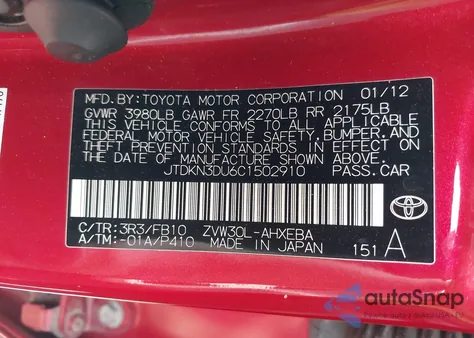 MFD. BY: TOYOTA MOTOR CORPORATION 01/12
GVWR 3980LB GAWR FR 2270LB RR 2175LB
THIS VEHICLE CONFORMS TO ALL APPLICABLE
FEDERAL MOTOR VEHICLE SAFETY, BUMPER, AND
THEFT PREVENTION STANDARDS IN EFFECT ON
THE DATE OF MANUFACTURE SHOWN ABOVE.
JTDKN3DU6C1502910 PASS.CAR
C/TR: 3R3/FB10 ZVW30L-AHXEBA
A/TM: -01A/P410 MADE IN JAPAN 151 A
autoSnap